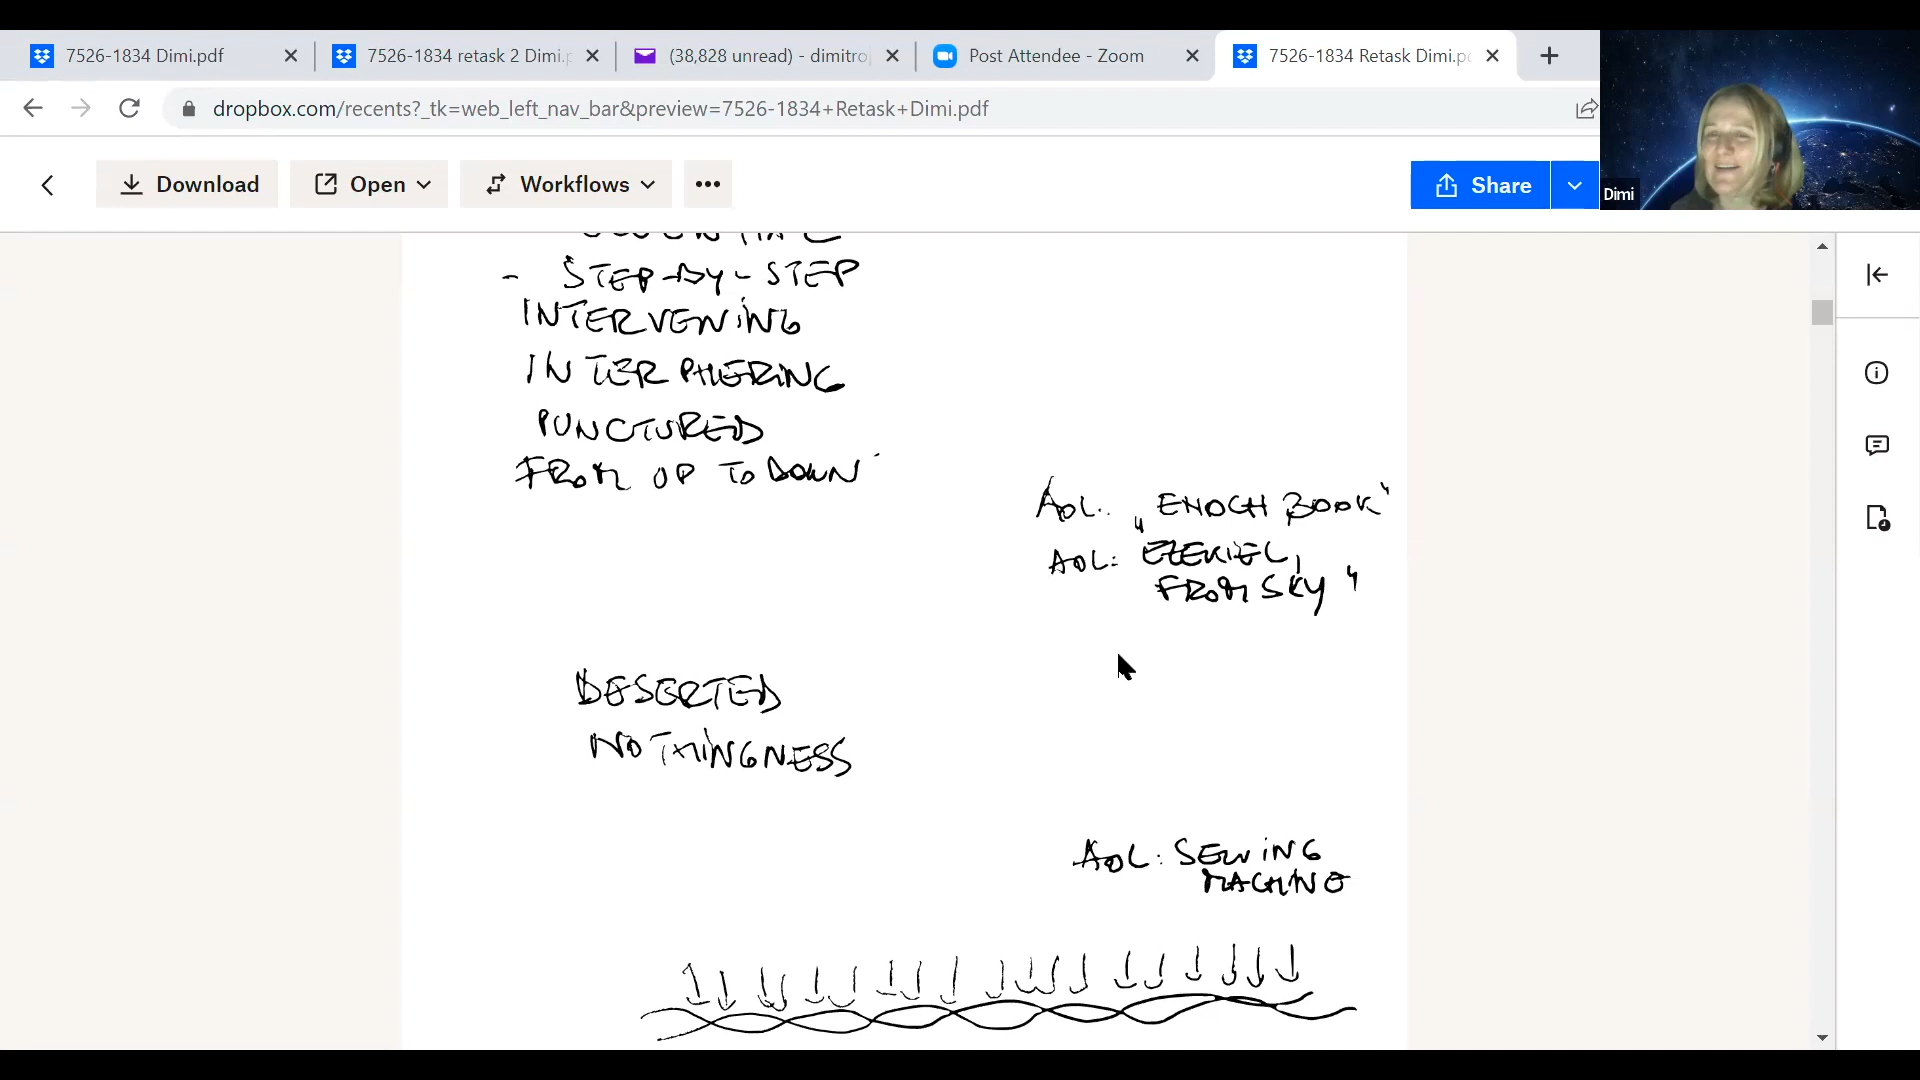 7526-1834 Dimi.pdf
7526-1834 retask 2 Dimi.p
(38,828 unread) - dimitro
Post Attendee - Zoom
7526-1834 Retask Dimi.pd
dropbox.com/recents?_tk=web_left_nav_bar&preview=7526-1834+Retask+Dimi.pdf
Download
Open
Workflows
Share
Dimi
- STEP-BY-STEP
INTERVENING
INTERPHERING
PUNCTURED
FROM UP TO DOWN
AOL: „ENOCH BOOK"
AOL: EZEKIEL,
FROM SKY"
DESERTED
NOTHINGNESS
AOL: SEWING
MACHINE